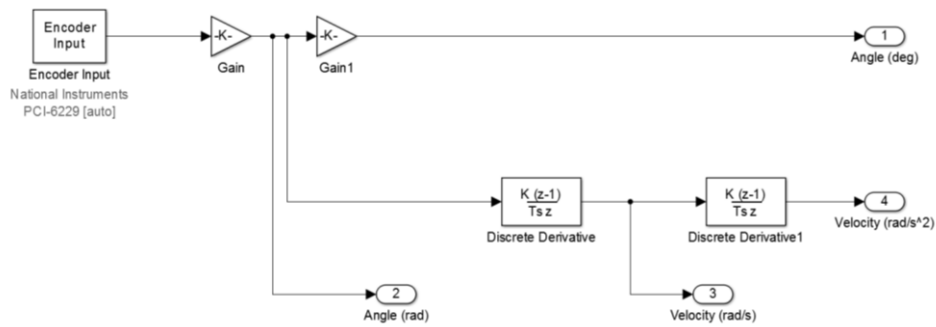 Encoder
Input
Encoder Input
National Instruments
PCI-6229 [auto]
-K-
Gain
-K-
Gain1
1
Angle (deg)
K (z-1)
Ts z
Discrete Derivative
K (z-1)
Ts z
Discrete Derivative1
4
Velocity (rad/s^2)
2
Angle (rad)
3
Velocity (rad/s)